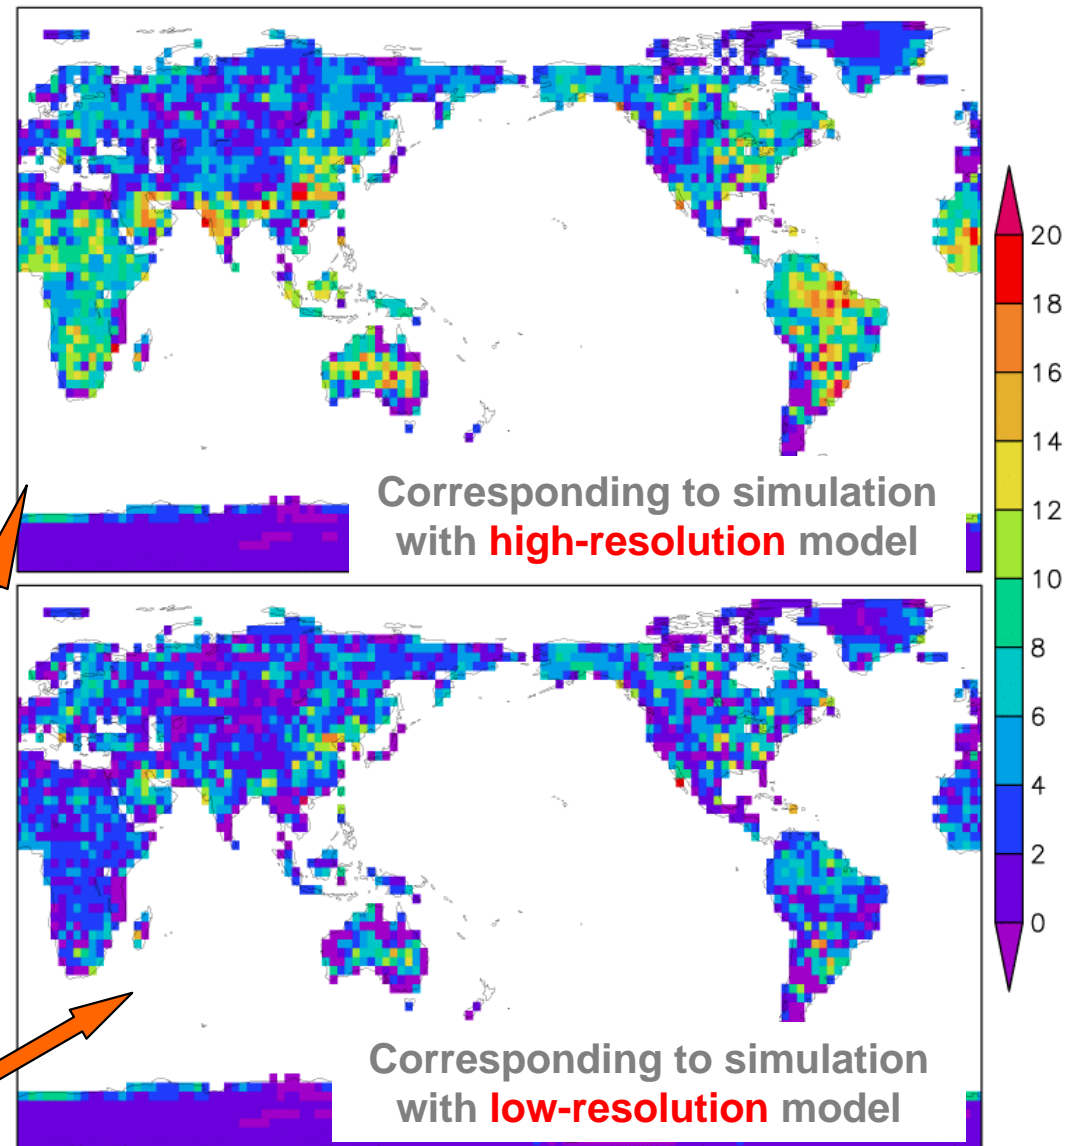 Corresponding to simulation
with high-resolution model
20
18
16
14
12
10
8
6
4
2
0
Corresponding to simulation
with low-resolution model